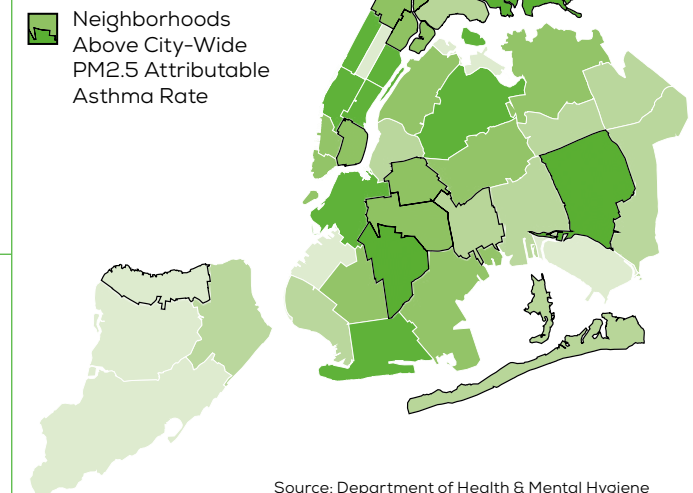 Neighborhoods
Above City-Wide
PM2.5 Attributable
Asthma Rate
Source: Department of Health & Mental Hygiene